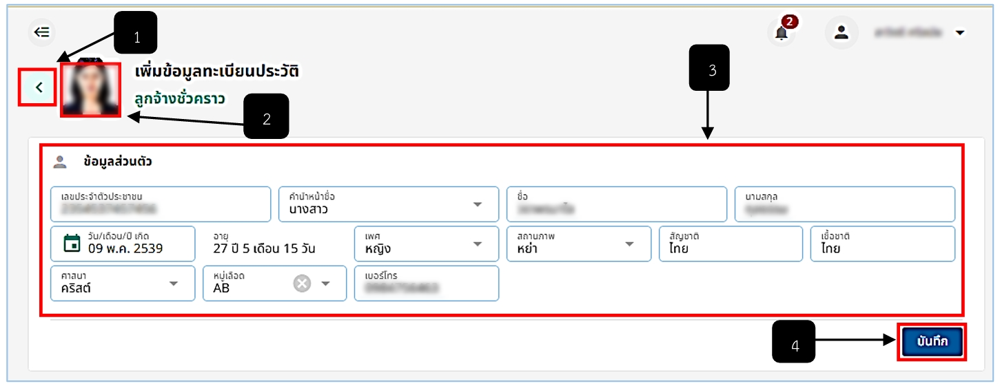 1
2
เพิ่มข้อมูลทะเบียนประวัติ
3
ลูกจ้างชั่วคราว
2
ข้อมูลส่วนตัว
เลขประจำตัวประชาชน
คำนำหน้าชื่อ
นางสาว
ชื่อ
นามสกุล
วัน/เดือน/ปี เกิด
09 พ.ค. 2539
อายุ
27 ปี 5 เดือน 15 วัน
เพศ
หญิง
สถานภาพ
หย่า
สัญชาติ
ไทย
เชื้อชาติ
ไทย
ศาสนา
คริสต์
หมู่เลือด
AB
เบอร์โทร
4
บันทึก